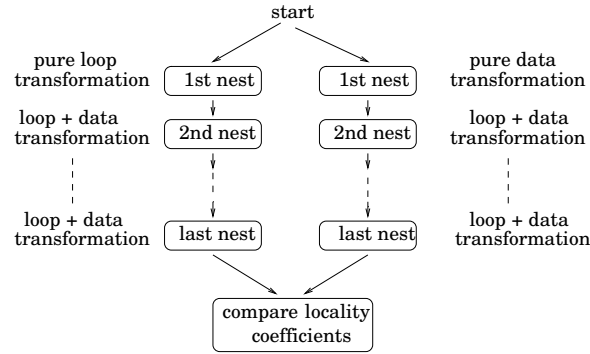 start
pure loop
transformation
1st nest
1st nest
pure data
transformation
loop + data
transformation
2nd nest
2nd nest
loop + data
transformation
loop + data
transformation
last nest
last nest
loop + data
transformation
compare locality
coefficients